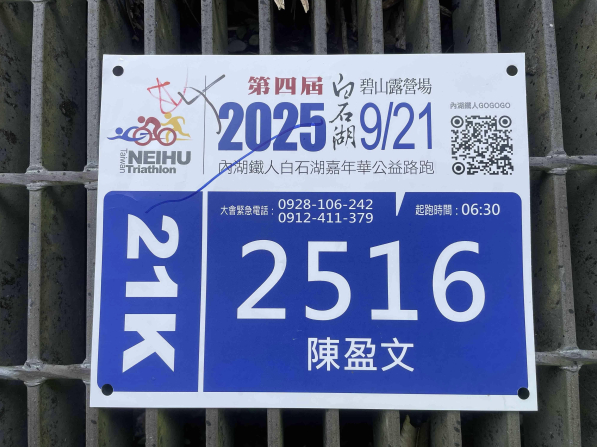 第四屆
白石湖
碧山露營場
2025
9/21
內湖鐵人GOGOGO
Taiwan
NEIHU
Triathlon
內湖鐵人白石湖嘉年華公益路跑
21K
大會緊急電話：0928-106-242
0912-411-379
起跑時間：06:30
2516
陳盈文